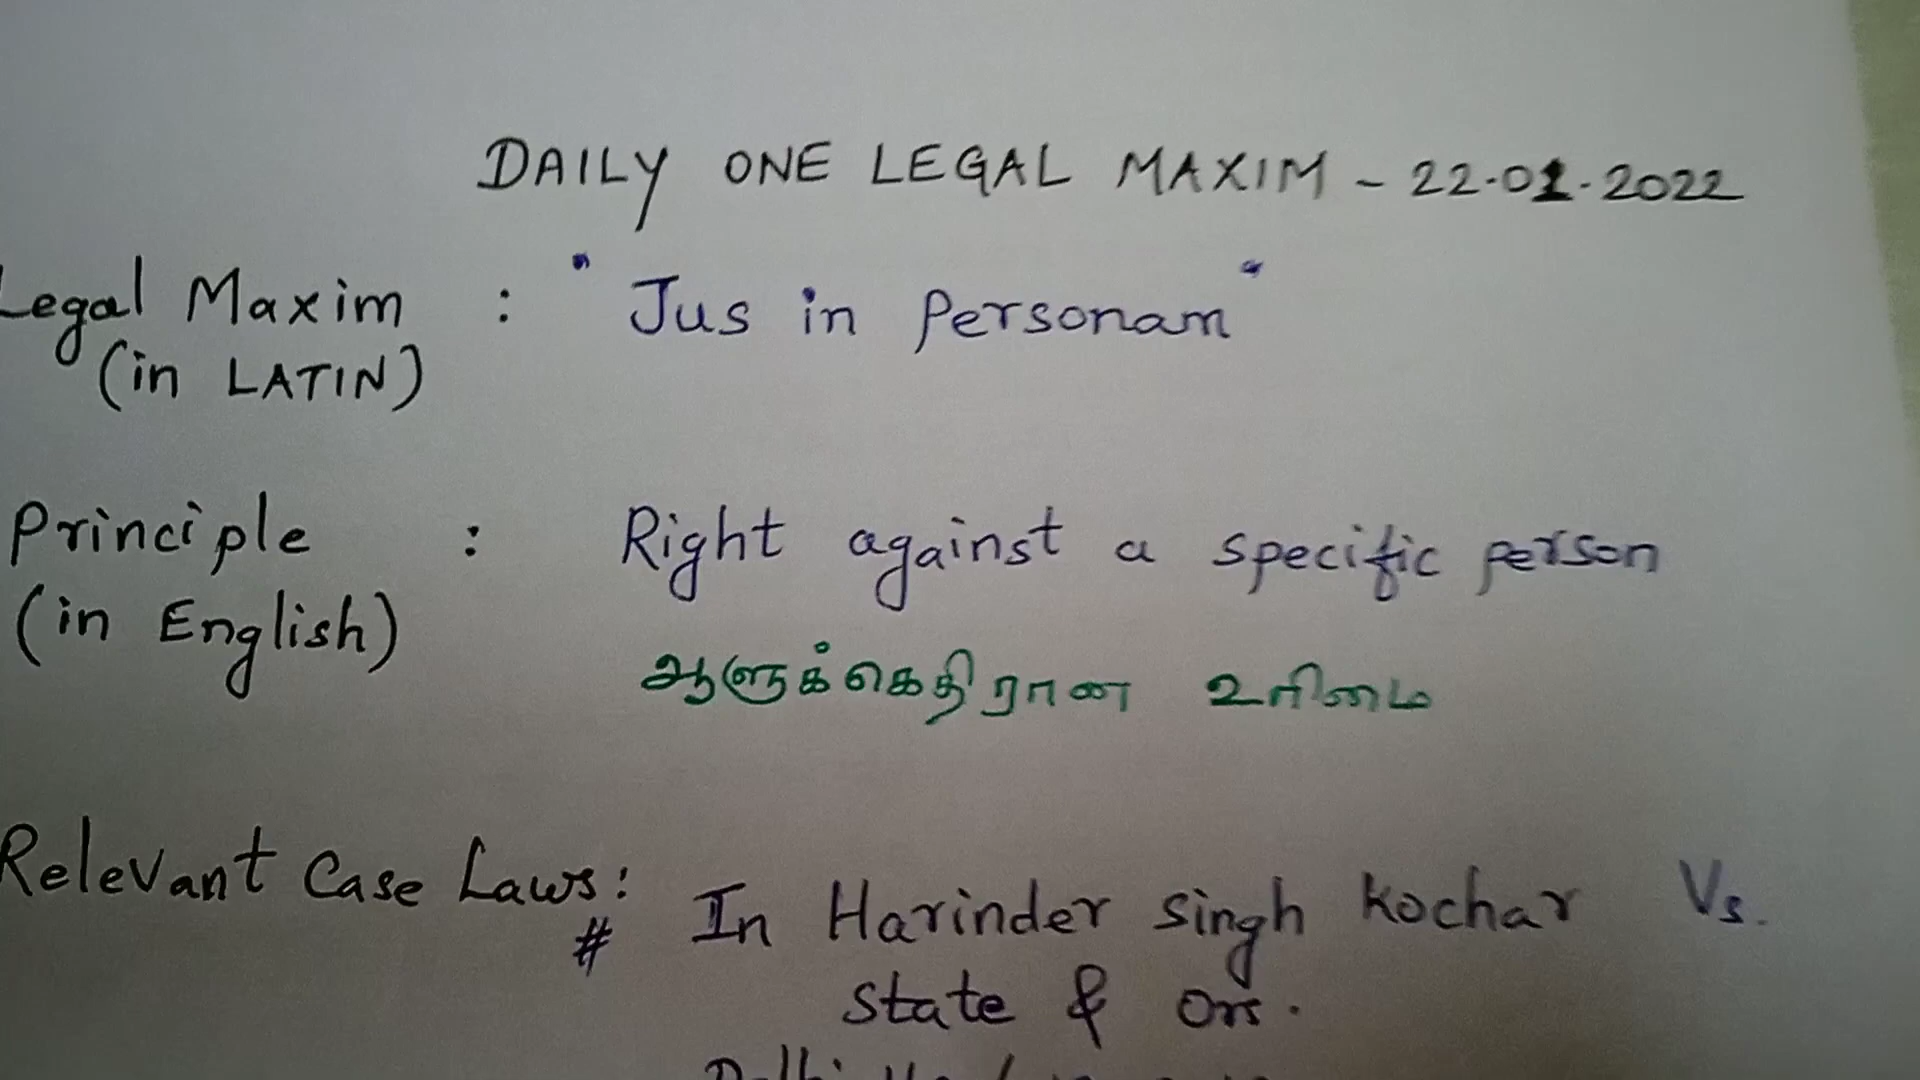 DAILY ONE LEGAL MAXIM - 22.01.2022
Legal Maxim : "Jus in Personam"
(in LATIN)
Principle : Right against a specific person
(in English)
ஆளுக்கெதிரான உரிமை
Relevant Case Laws:
# In Harinder Singh Kochar Vs.
State & Ors.
Delhi